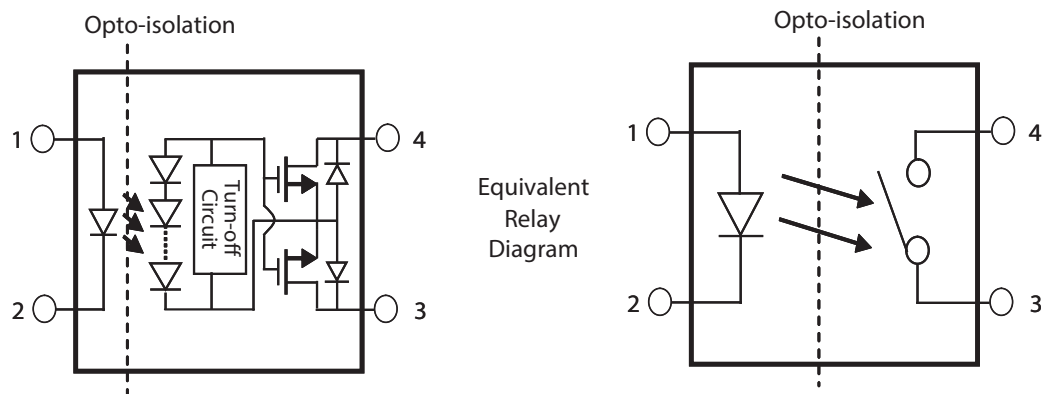 Opto-isolation
1
2
Turn-off
Circuit
4
3
Equivalent
Relay
Diagram
Opto-isolation
1
2
4
3